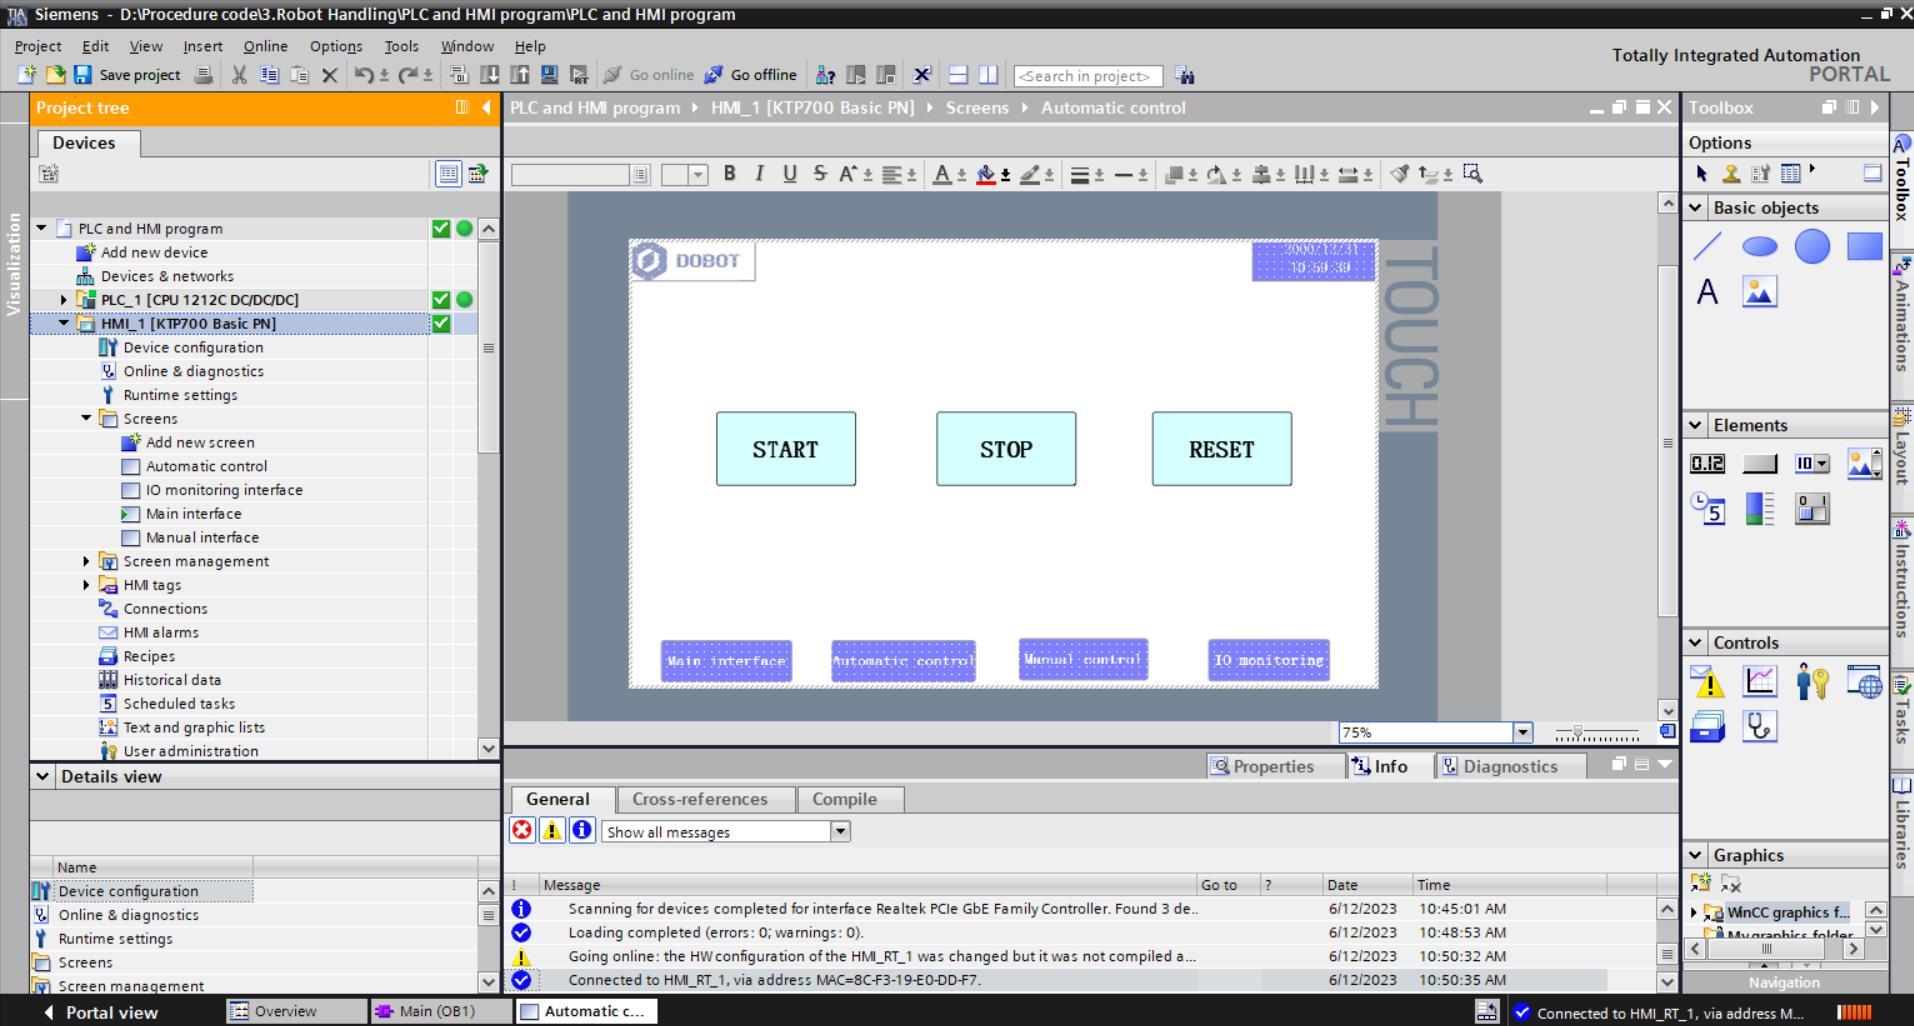 Siemens - D:\Procedure code\3.Robot Handling\PLC and HMI program\PLC and HMI program
Project Edit View Insert Online Options Tools Window Help
Totally Integrated Automation
PORTAL
Save project
Go online
Go offline
<Search in project>
Project tree
PLC and HMI program HMI_1 [KTP700 Basic PN] Screens Automatic control
Toolbox
Devices
Options
Visualization
B I U S A
PLC and HMI program
Add new device
Devices & networks
PLC_1 [CPU 1212C DC/DC/DC]
HMI_1 [KTP700 Basic PN]
Device configuration
Online & diagnostics
Runtime settings
Screens
Add new screen
Automatic control
IO monitoring interface
Main interface
Manual interface
Screen management
HMI tags
Connections
HMI alarms
Recipes
Historical data
Scheduled tasks
Text and graphic lists
User administration
DOBOT
2000/12/31
10:59:39
TOUCH
START
STOP
RESET
Main interface
Automatic control
Manual control
IO monitoring
75%
Basic objects
Elements
Controls
Graphics
WinCC graphics f...
My graphics folder
Navigation
Toolbox
Animations
Layout
Instructions
Tasks
Libraries
Details view
Name
Device configuration
Online & diagnostics
Runtime settings
Screens
Screen management
Properties
Info
Diagnostics
General
Cross-references
Compile
Show all messages
! Message Go to ? Date Time
Scanning for devices completed for interface Realtek PCIe GbE Family Controller. Found 3 de.. 6/12/2023 10:45:01 AM
Loading completed (errors: 0; warnings: 0). 6/12/2023 10:48:53 AM
Going online: the HW configuration of the HMI_RT_1 was changed but it was not compiled a... 6/12/2023 10:50:32 AM
Connected to HMI_RT_1, via address MAC=8C-F3-19-E0-DD-F7. 6/12/2023 10:50:35 AM
Portal view
Overview
Main (OB1)
Automatic c...
Connected to HMI_RT_1, via address M...